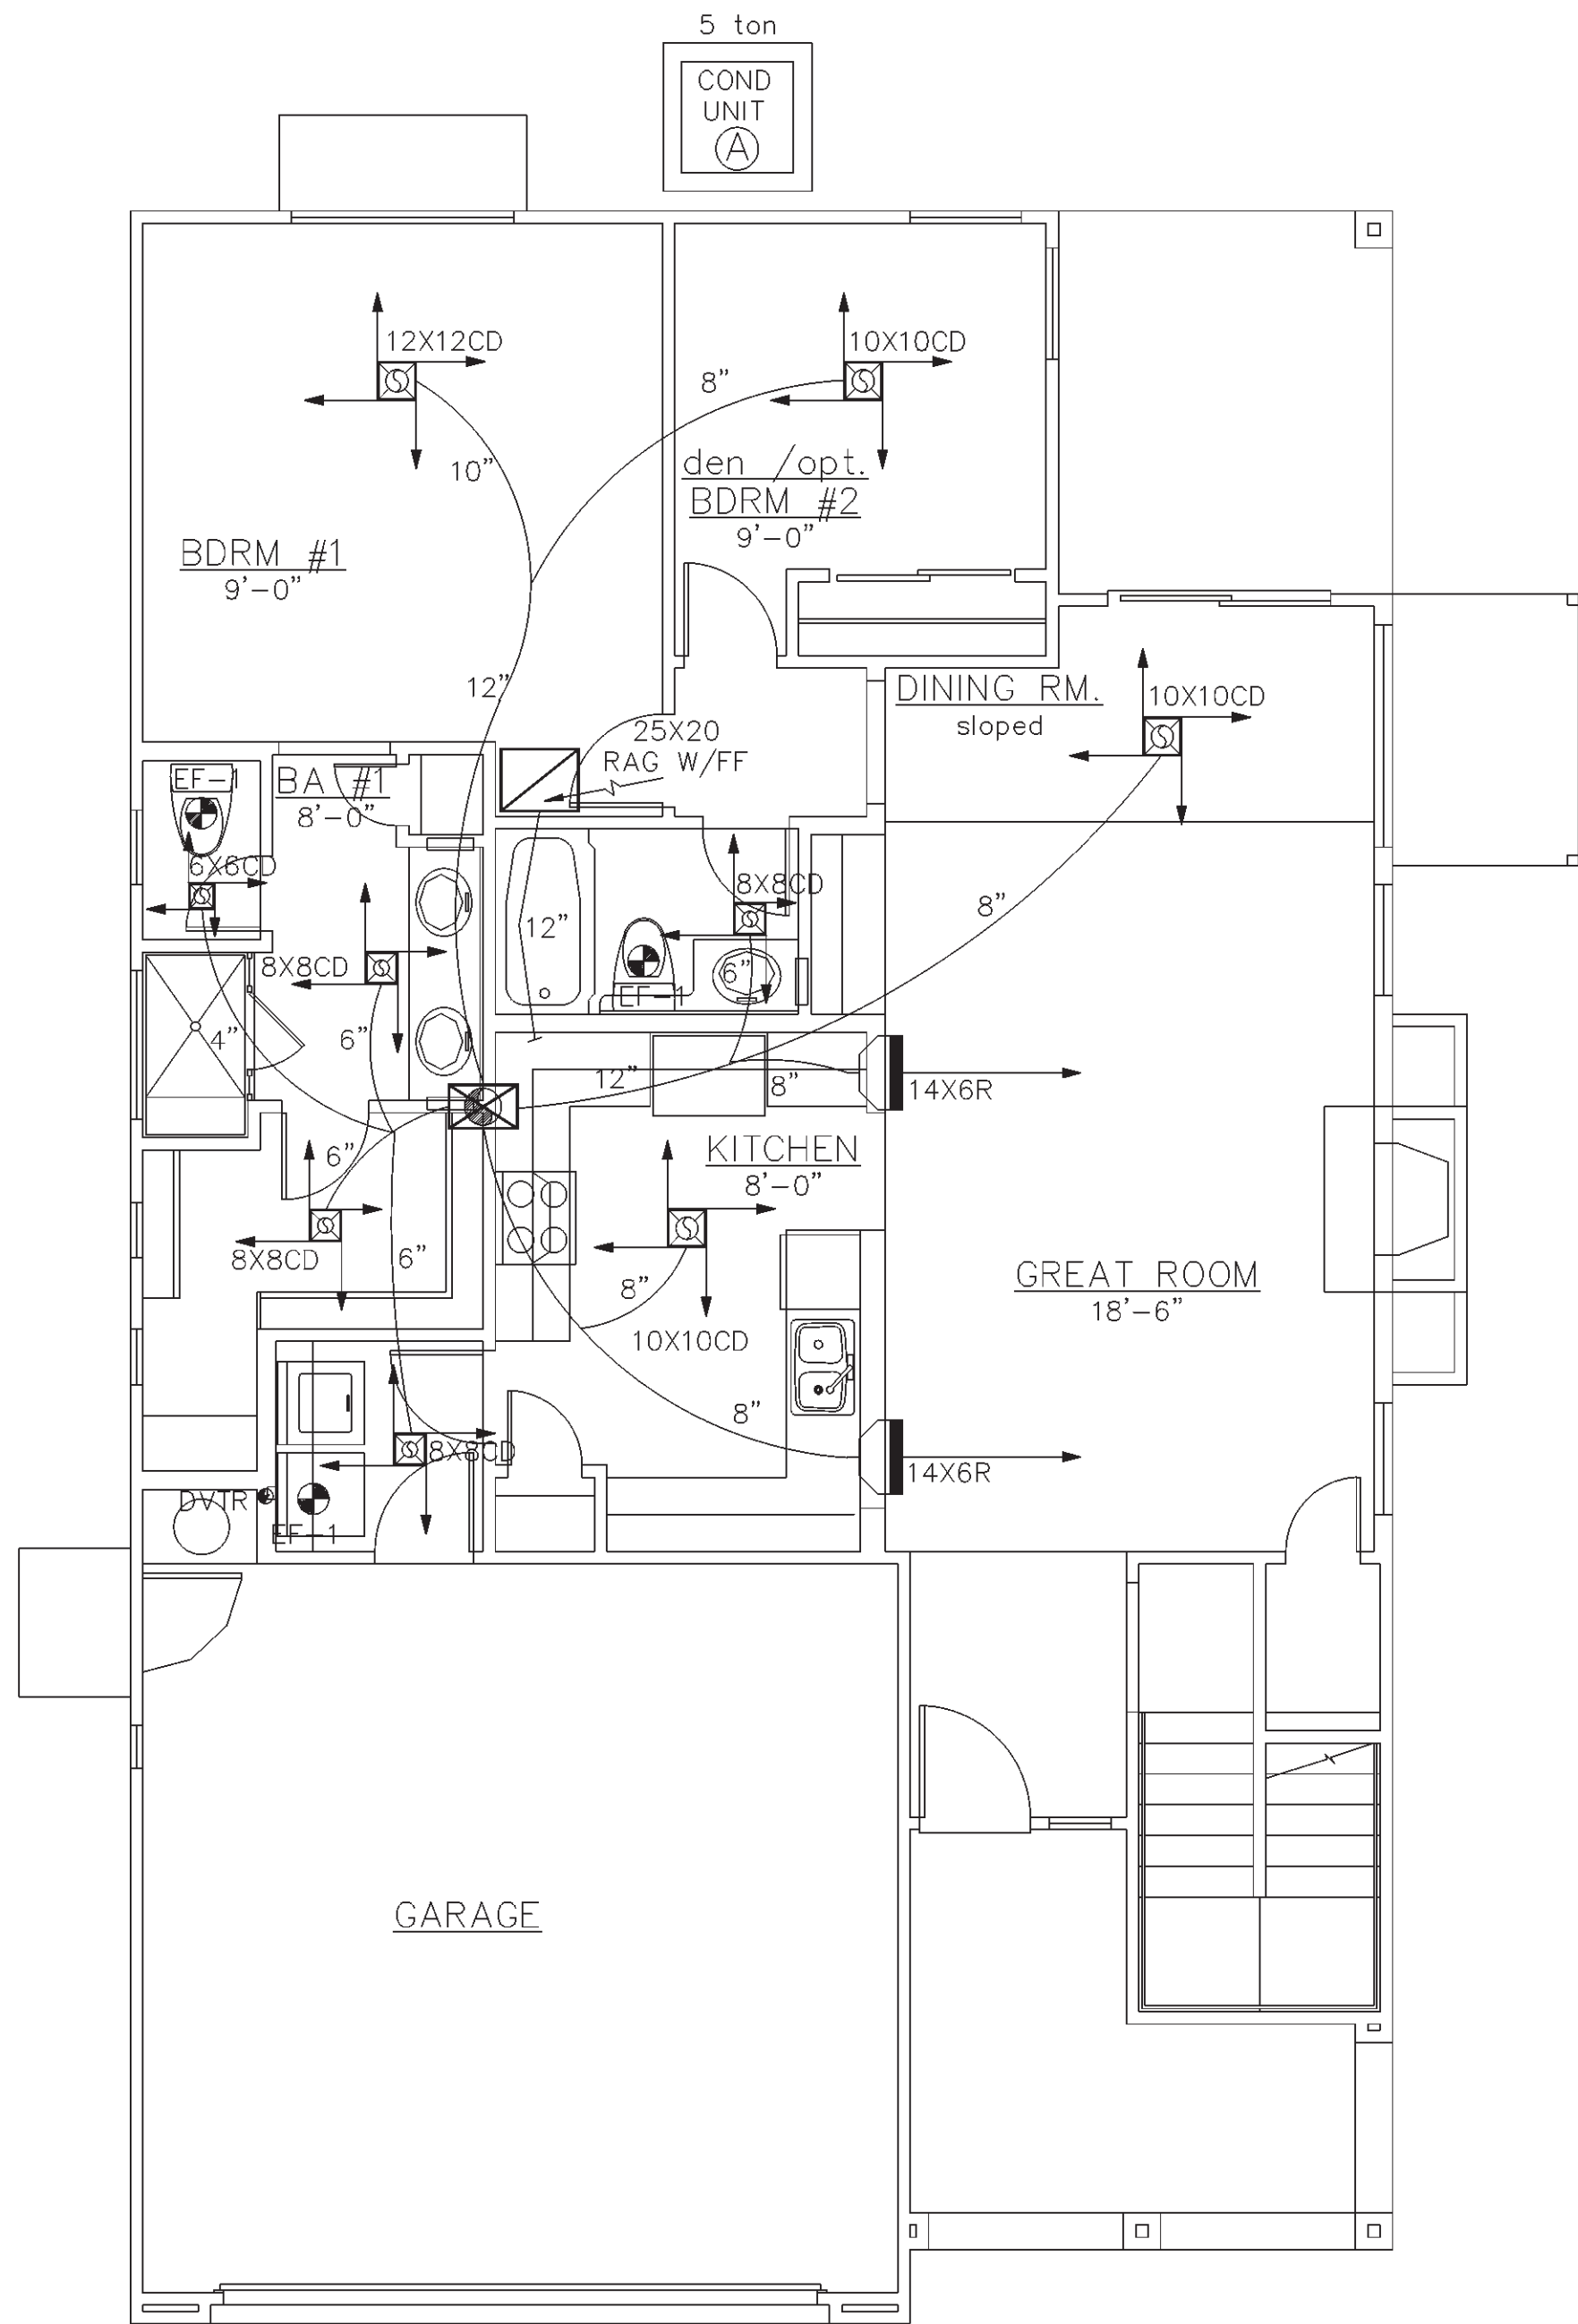 5 ton
COND
UNIT
A
12X12CD
10X10CD
8"
10"
den /opt.
BDRM #2
9'-0"
BDRM #1
9'-0"
12"
DINING RM.
sloped
10X10CD
25X20
RAG W/FF
EF-1
BA #1
8'-0"
6X6CD
8X8CD
8"
12"
8X8CD
6"
EF-1
4"
6"
12"
8"
14X6R
6"
KITCHEN
8'-0"
8X8CD
6"
8"
10X10CD
GREAT ROOM
18'-6"
8"
8X8CD
14X6R
DVTR
EF-1
GARAGE